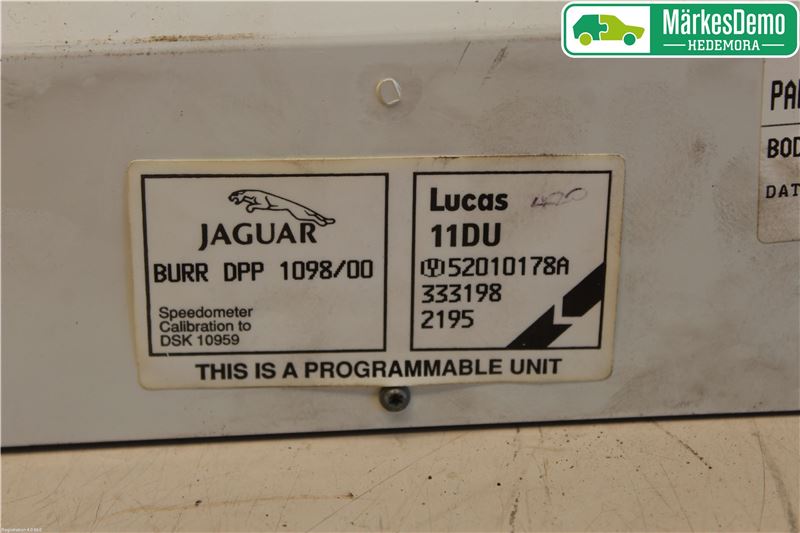 MärkesDemo
HEDEMORA
JAGUAR
BURR DPP 1098/00
Speedometer
Calibration to
DSK 10959
Lucas
11DU
52010178A
333198
2195
THIS IS A PROGRAMMABLE UNIT